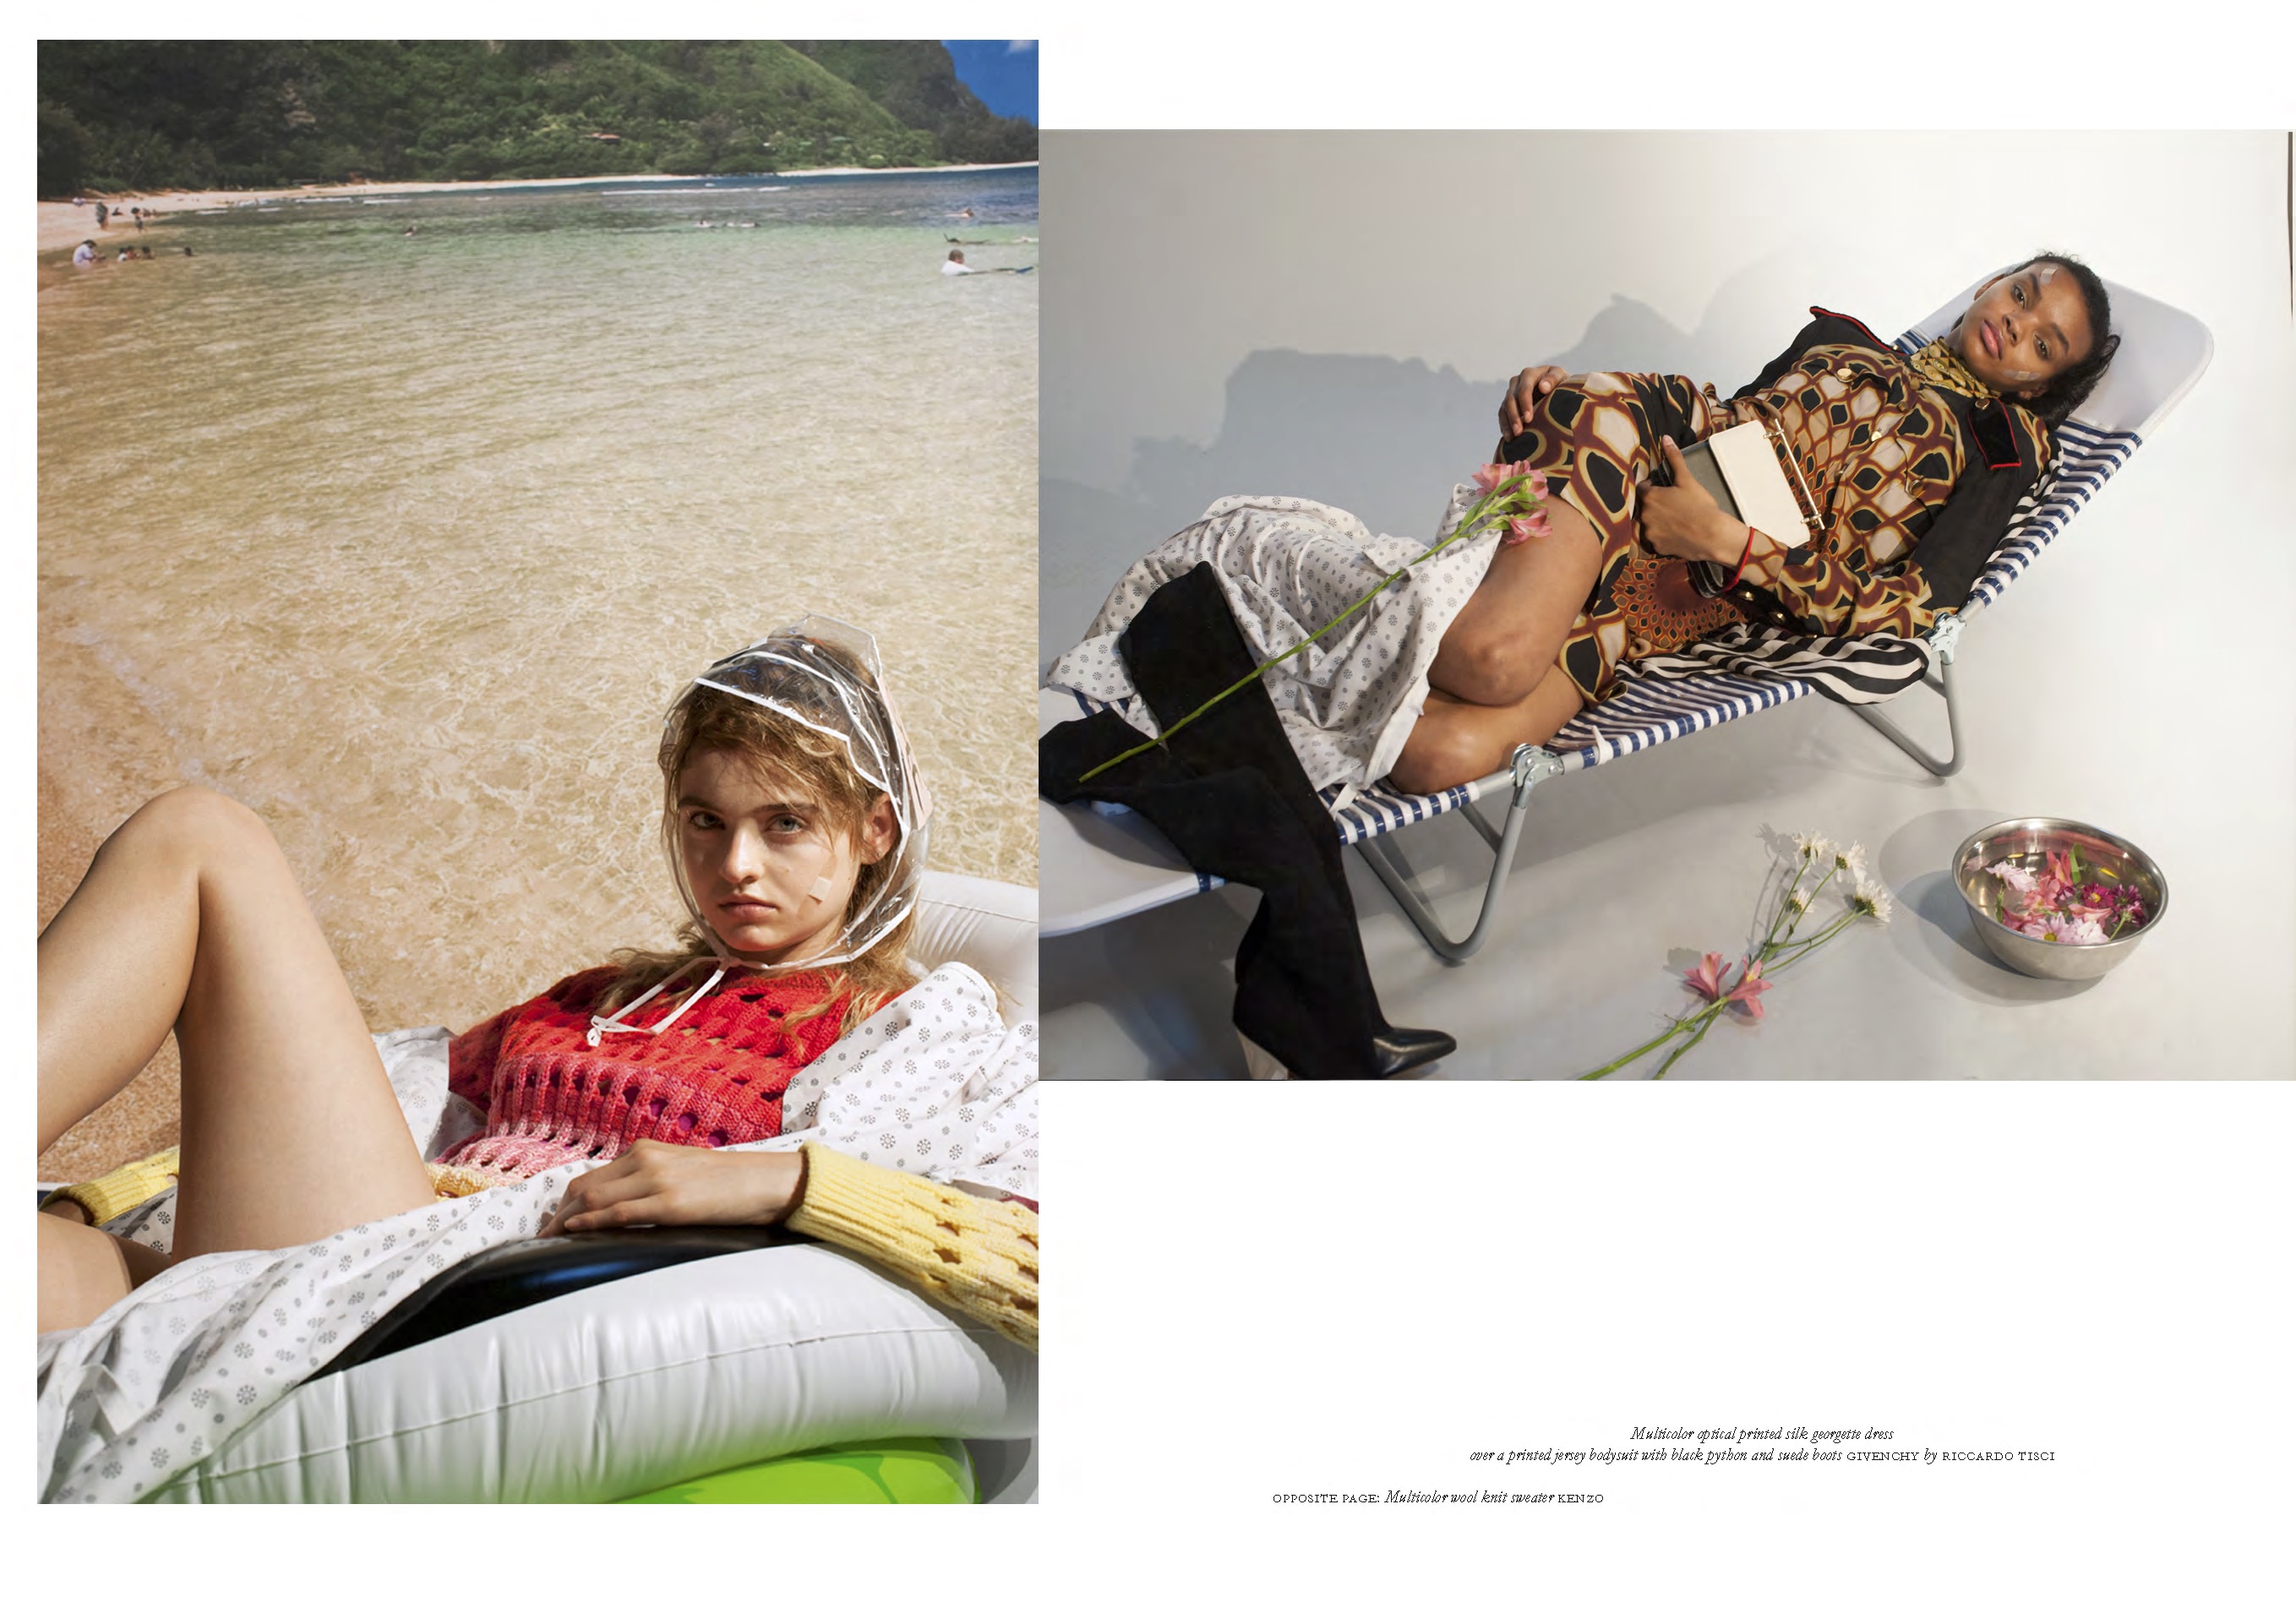 Multicolor optical printed silk georgette dress
over a printed jersey bodysuit with black python and suede boots GIVENCHY by RICCARDO TISCI
OPPOSITE PAGE: Multicolor wool knit sweater KENZO